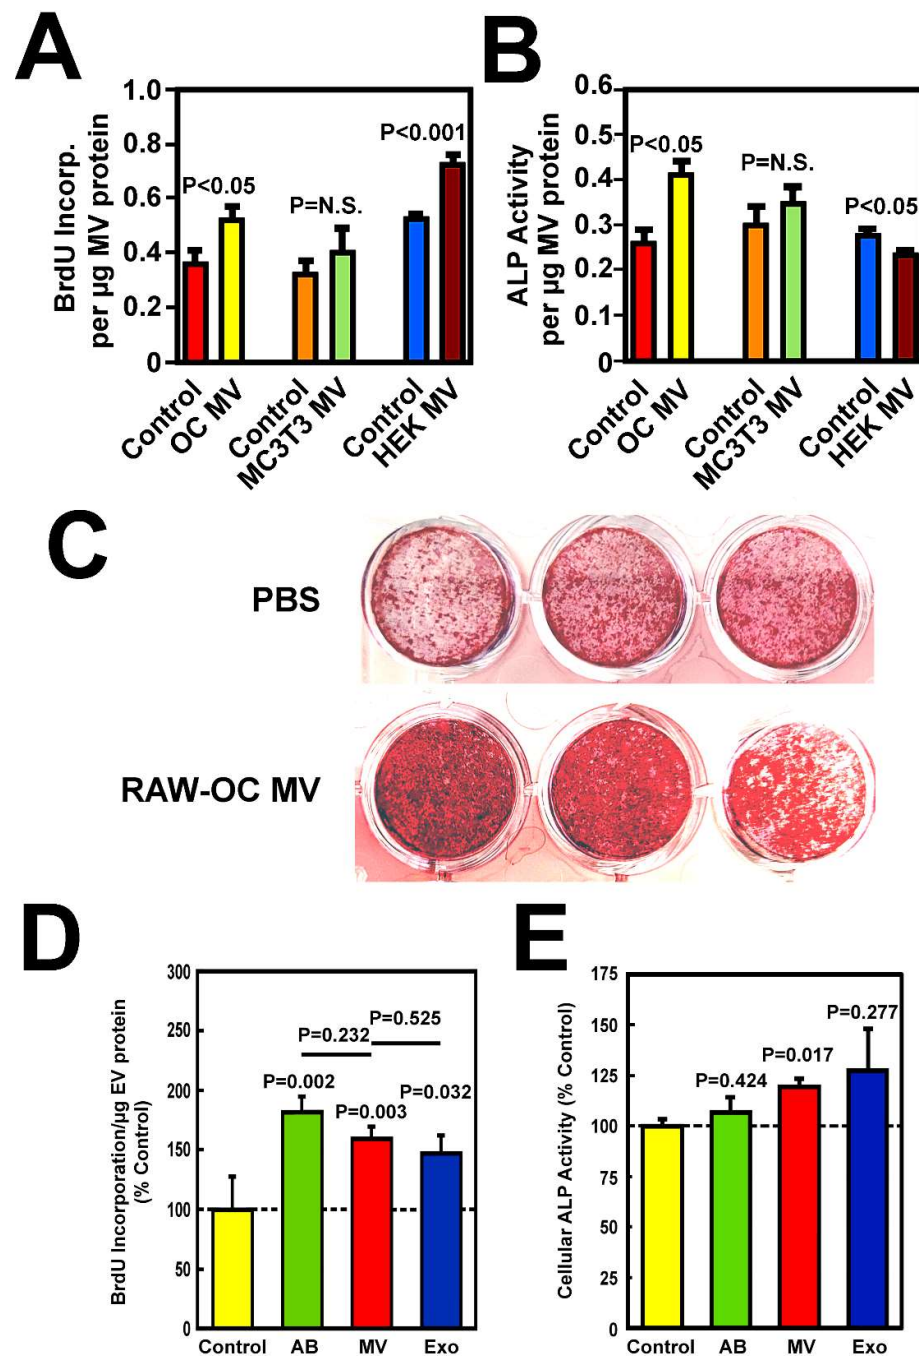 A
BrdU Incorp.
per µg MV protein
1.0
0.8
0.6
0.4
0.2
0
P<0.05
P=N.S.
P<0.001
Control
OC MV
Control
MC3T3 MV
Control
HEK MV
B
ALP Activity
per µg MV protein
0.6
0.5
0.4
0.3
0.2
0.1
0
P<0.05
P=N.S.
P<0.05
Control
OC MV
Control
MC3T3 MV
Control
HEK MV
C
PBS
RAW-OC MV
D
BrdU Incorporation/µg EV protein
(% Control)
300
250
200
150
100
50
0
P=0.525
P=0.232
P=0.002
P=0.003
P=0.032
Control AB MV Exo
E
Cellular ALP Activity (% Control)
175
150
125
100
75
50
25
0
P=0.277
P=0.017
P=0.424
Control AB MV Exo